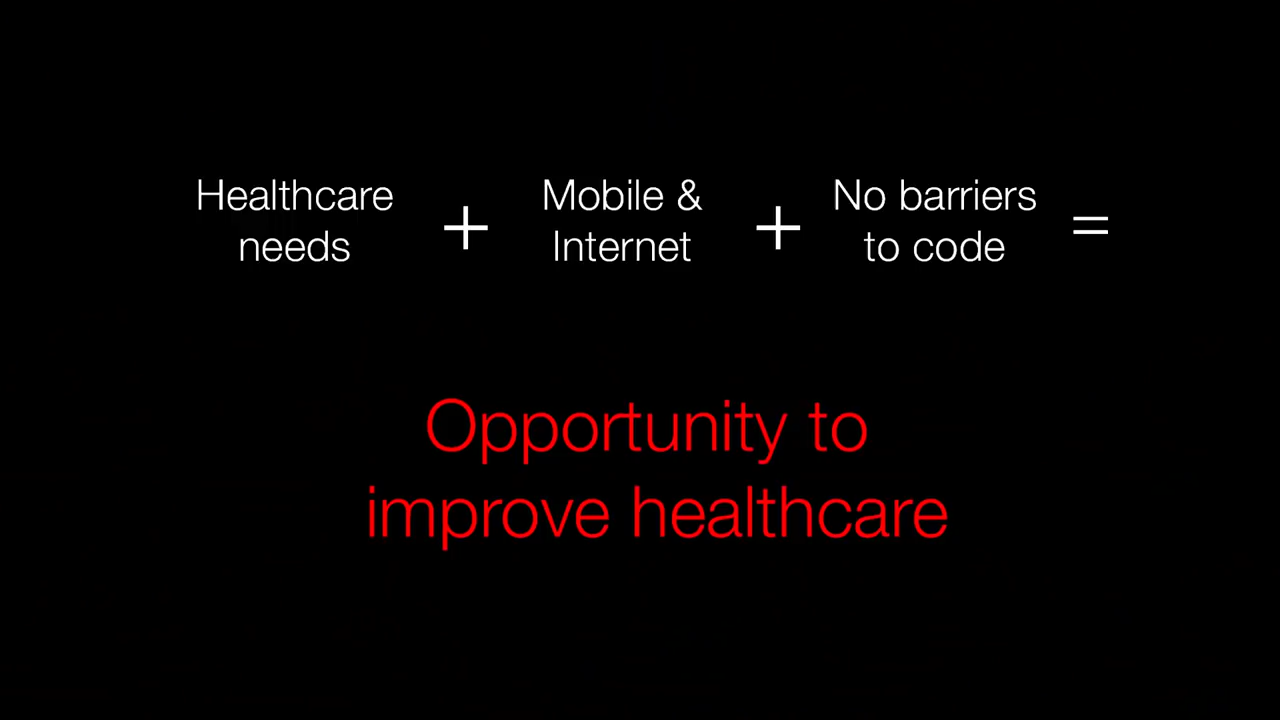 Healthcare needs + Mobile & Internet + No barriers to code =
Opportunity to
improve healthcare